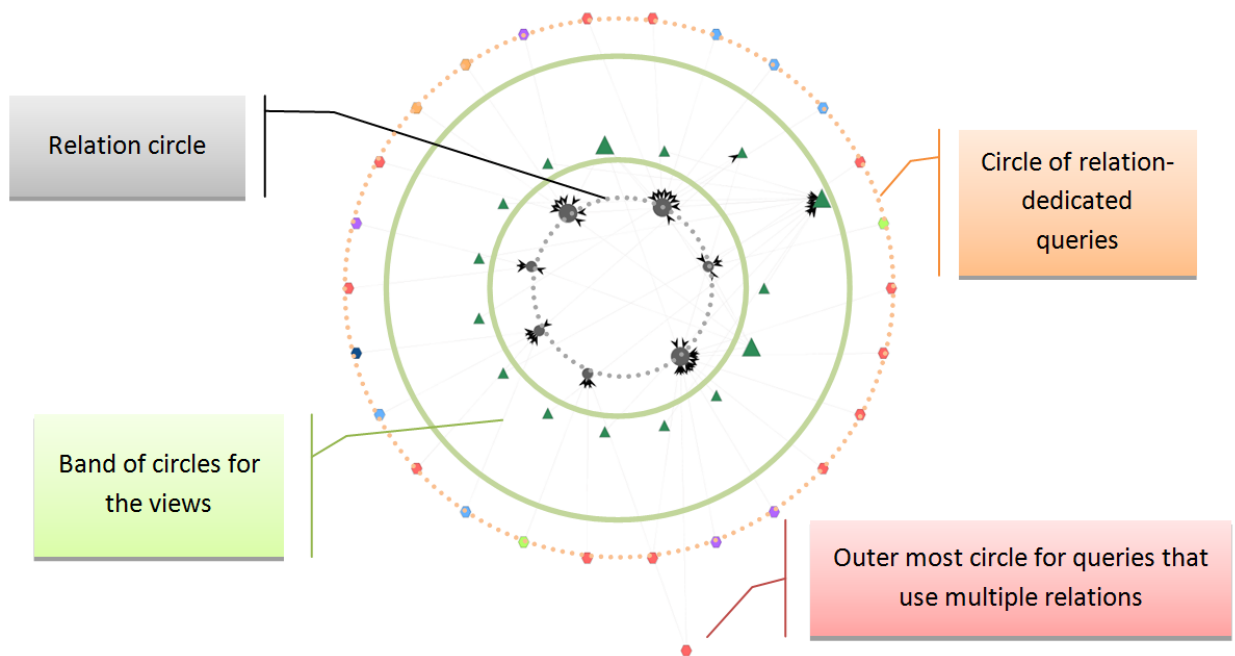 Relation circle
Circle of relation-
dedicated
queries
Band of circles for
the views
Outer most circle for queries that
use multiple relations